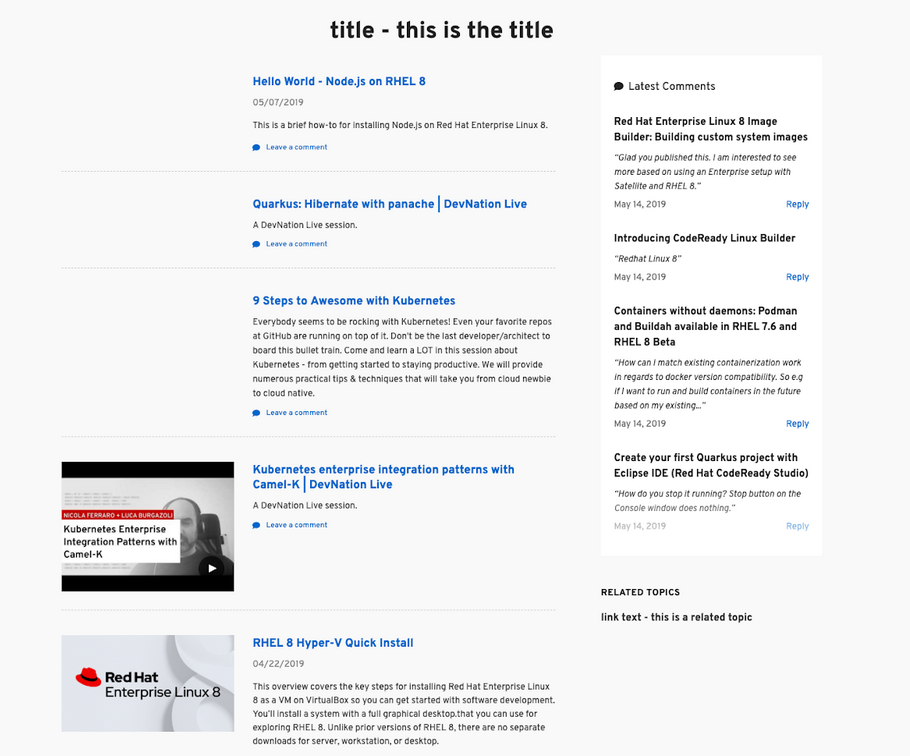 title - this is the title
Hello World - Node.js on RHEL 8
05/07/2019
This is a brief how-to for installing Node.js on Red Hat Enterprise Linux 8.
Leave a comment
Quarkus: Hibernate with panache | DevNation Live
A DevNation Live session.
Leave a comment
9 Steps to Awesome with Kubernetes
Everybody seems to be rocking with Kubernetes! Even your favorite repos
at GitHub are running on top of it. Don't be the last developer/architect to
board this bullet train. Come and learn a LOT in this session about
Kubernetes - from getting started to staying productive. We will provide
numerous practical tips & techniques that will take you from cloud newbie
to cloud native.
Leave a comment
NICOLA FERRARO + LUCA BURGAZOLI
Kubernetes Enterprise
Integration Patterns with
Camel-K
Kubernetes enterprise integration patterns with
Camel-K | DevNation Live
A DevNation Live session.
Leave a comment
Red Hat
Enterprise Linux 8
RHEL 8 Hyper-V Quick Install
04/22/2019
This overview covers the key steps for installing Red Hat Enterprise Linux
8 as a VM on VirtualBox so you can get started with software development.
You'll install a system with a full graphical desktop.that you can use for
exploring RHEL 8. Unlike prior versions of RHEL 8, there are no separate
downloads for server, workstation, or desktop.
Latest Comments
Red Hat Enterprise Linux 8 Image
Builder: Building custom system images
"Glad you published this. I am interested to see
more based on using an Enterprise setup with
Satellite and RHEL 8."
May 14, 2019 Reply
Introducing CodeReady Linux Builder
"Redhat Linux 8"
May 14, 2019 Reply
Containers without daemons: Podman
and Buildah available in RHEL 7.6 and
RHEL 8 Beta
"How can I match existing containerization work
in regards to docker version compatibility. So e.g
if I want to run and build containers in the future
based on my existing..."
May 14, 2019 Reply
Create your first Quarkus project with
Eclipse IDE (Red Hat CodeReady Studio)
"How do you stop it running? Stop button on the
Console window does nothing."
May 14, 2019 Reply
RELATED TOPICS
link text - this is a related topic